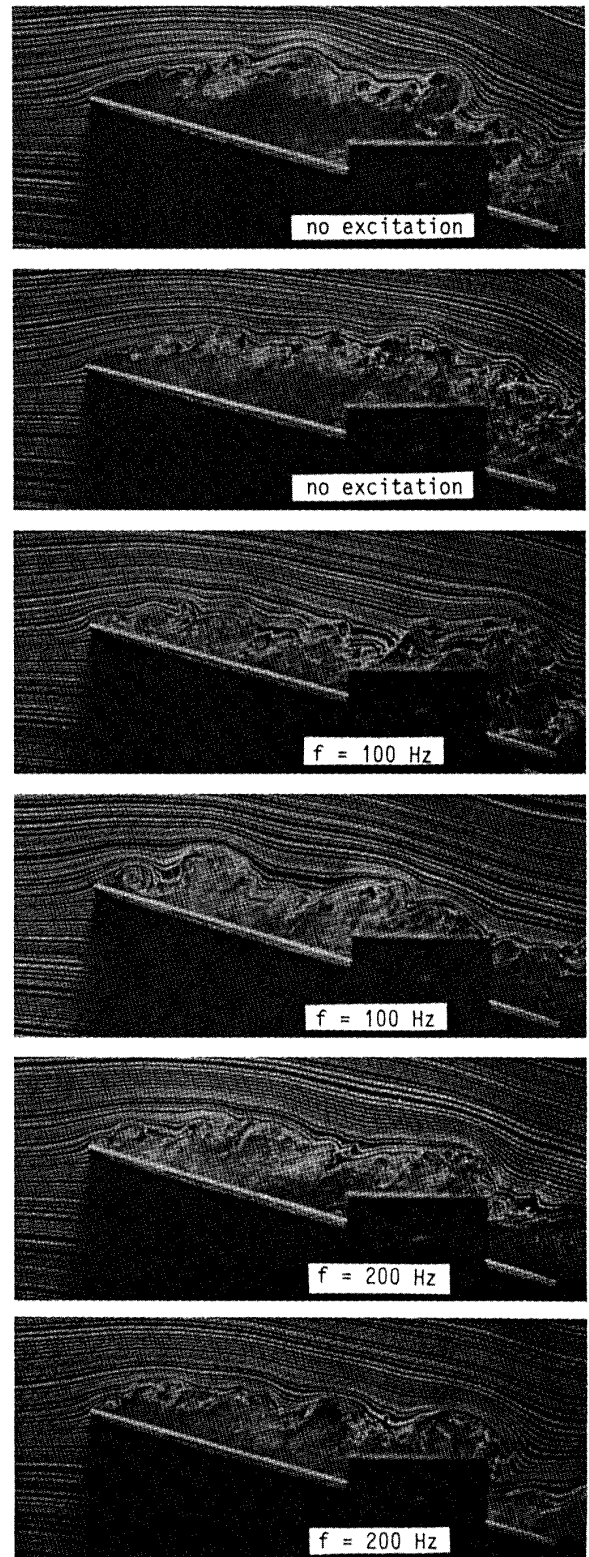 no excitation
no excitation
f = 100 Hz
f = 100 Hz
f = 200 Hz
f = 200 Hz